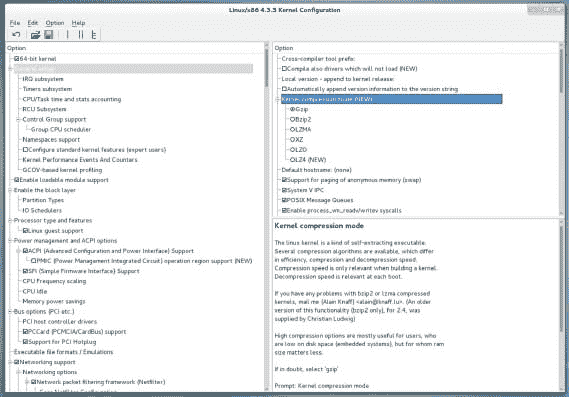 Linux/x86 4.3.5 Kernel Configuration
File Edit Option Help
Option
64-bit kernel
IRQ subsystem
Timers subsystem
CPU/Task time and stats accounting
RCU Subsystem
Control Group support
Group CPU scheduler
Namespaces support
Configure standard kernel features (expert users)
Kernel Performance Events And Counters
GCOV-based kernel profiling
Enable loadable module support
Enable the block layer
Partition Types
IO Schedulers
Processor type and features
Linux guest support
Power management and ACPI options
ACPI (Advanced Configuration and Power Interface) Support
PMIC (Power Management Integrated Circuit) operation region support (NEW)
SFI (Simple Firmware Interface) Support
CPU Frequency scaling
CPU Idle
Memory power savings
Bus options (PCI etc.)
PCI host controller drivers
PCCard (PCMCIA/CardBus) support
Support for PCI Hotplug
Executable file formats / Emulations
Networking support
Networking options
Network packet filtering framework (Netfilter)
Core Netfilter Configuration
Option
Cross-compiler tool prefix:
Compile also drivers which will not load (NEW)
Local version - append to kernel release:
Automatically append version information to the version string
Kernel compression mode (NEW)
Gzip
Bzip2
LZMA
XZ
LZO
LZ4 (NEW)
Default hostname: (none)
Support for paging of anonymous memory (swap)
System V IPC
POSIX Message Queues
Enable process_vm_readv/writev syscalls
Kernel compression mode
The linux kernel is a kind of self-extracting executable.
Several compression algorithms are available, which differ
in efficiency, compression and decompression speed.
Compression speed is only relevant when building a kernel.
Decompression speed is relevant at each boot.
If you have any problems with bzip2 or lzma compressed
kernels, mail me (Alain Knaff) <alain@knaff.lu>. (An older
version of this functionality (bzip2 only), for 2.4, was
supplied by Christian Ludwig)
High compression options are mostly useful for users, who
are low on disk space (embedded systems), but for whom ram
size matters less.
If in doubt, select 'gzip'
Prompt: Kernel compression mode